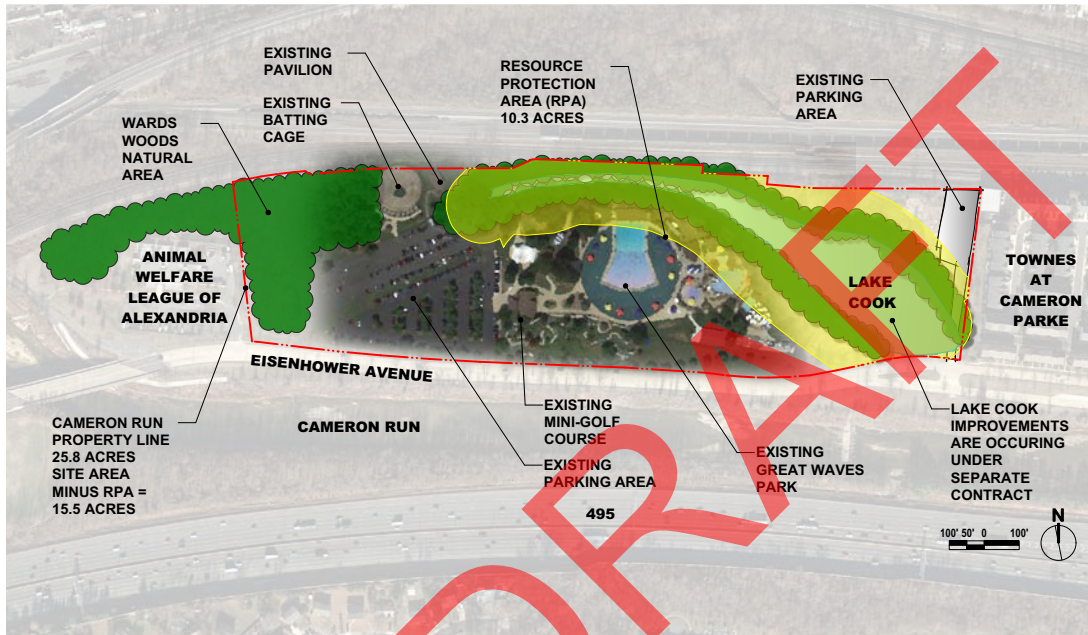 EXISTING
PAVILION
EXISTING
BATTING
CAGE
WARDS
WOODS
NATURAL
AREA
RESOURCE
PROTECTION
AREA (RPA)
10.3 ACRES
EXISTING
PARKING
AREA
ANIMAL
WELFARE
LEAGUE OF
ALEXANDRIA
LAKE
COOK
TOWNES
AT
CAMERON
PARKE
EISENHOWER AVENUE
CAMERON RUN
PROPERTY LINE
25.8 ACRES
SITE AREA
MINUS RPA =
15.5 ACRES
CAMERON RUN
EXISTING
MINI-GOLF
COURSE
EXISTING
PARKING AREA
EXISTING
GREAT WAVES
PARK
LAKE COOK
IMPROVEMENTS
ARE OCCURING
UNDER
SEPARATE
CONTRACT
495
N
100' 50' 0 100'
DRAFT